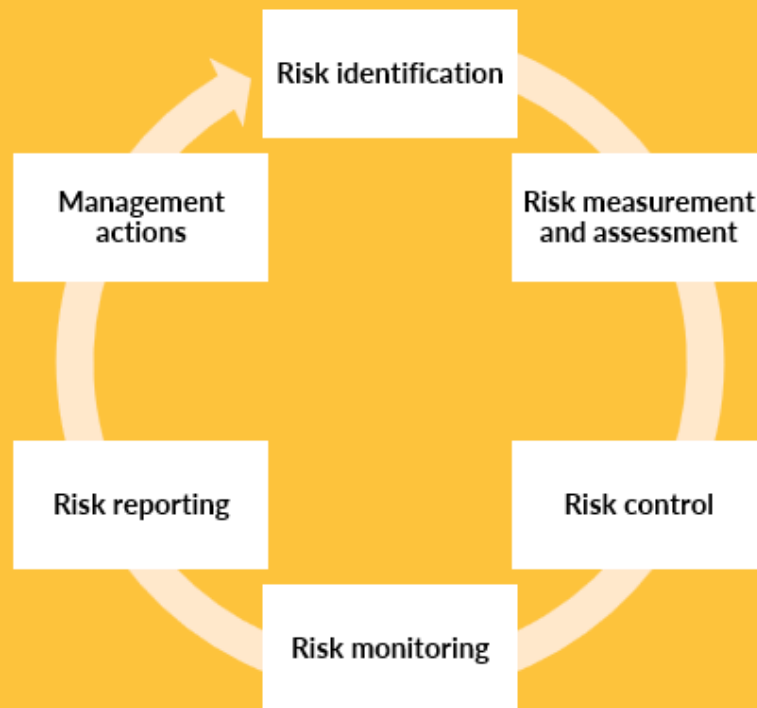 Risk identification
Risk measurement
and assessment
Risk control
Risk monitoring
Risk reporting
Management
actions